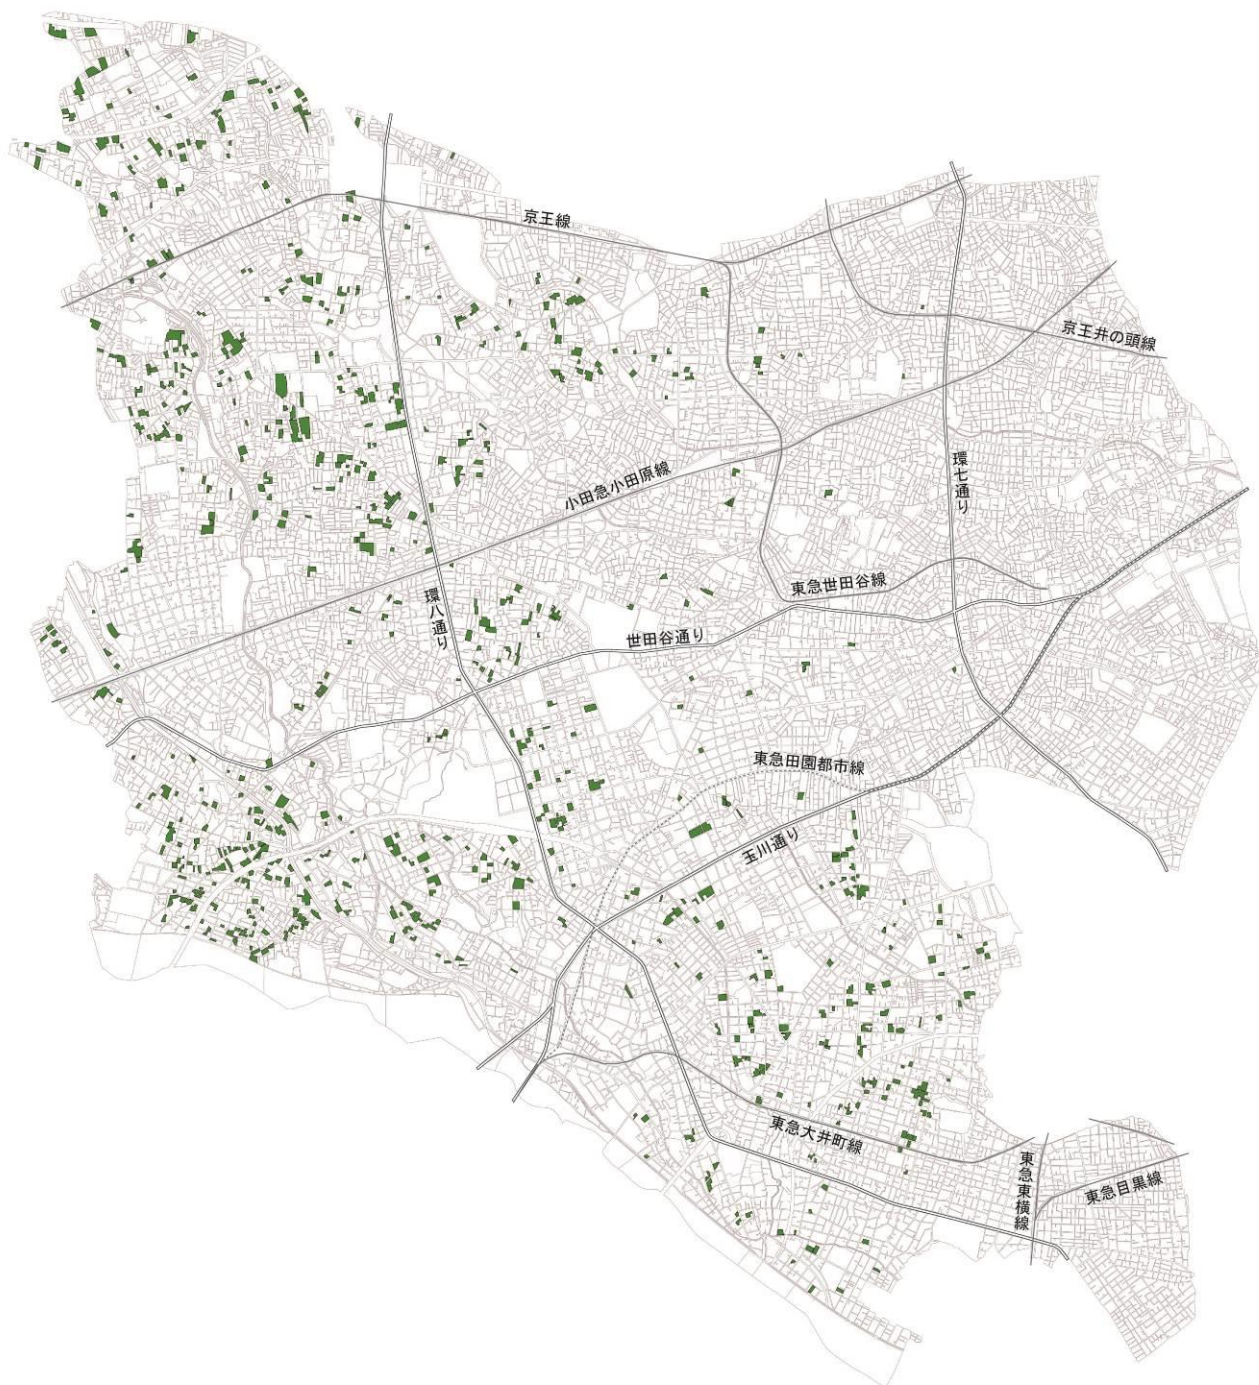 京王線
京王井の頭線
小田急小田原線
環七通り
東急世田谷線
環八通り
世田谷通り
東急田園都市線
玉川通り
東急大井町線
東急東横線
東急目黒線